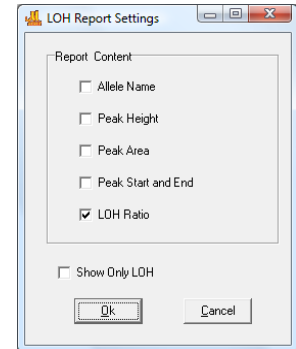 LOH Report Settings
Report Content
Allele Name
Peak Height
Peak Area
Peak Start and End
LOH Ratio
Show Only LOH
Ok
Cancel